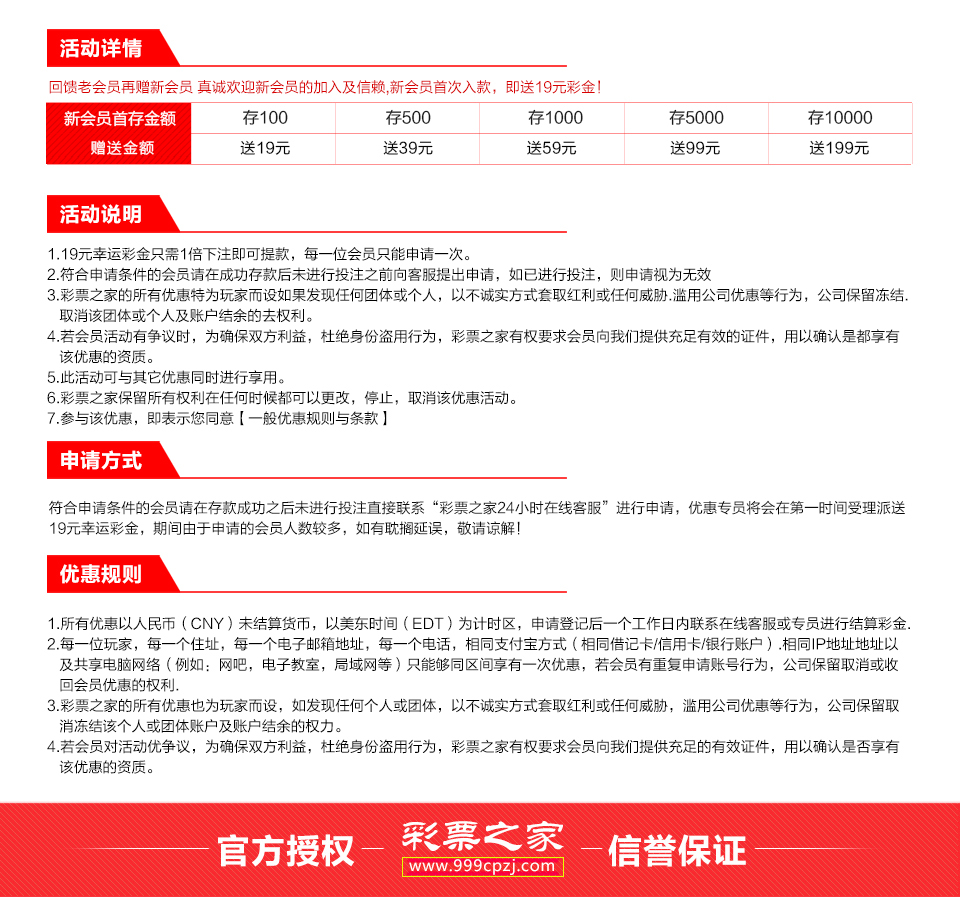 活动详情
回馈老会员再赠新会员 真诚欢迎新会员的加入及信赖,新会员首次入款，即送19元彩金！
新会员首存金额 存100 存500 存1000 存5000 存10000
赠送金额 送19元 送39元 送59元 送99元 送199元
活动说明
1.19元幸运彩金只需1倍下注即可提款，每一位会员只能申请一次。
2.符合申请条件的会员请在成功存款后未进行投注之前向客服提出申请，如已进行投注，则申请视为无效
3.彩票之家的所有优惠特为玩家而设如果发现任何团体或个人，以不诚实方式套取红利或任何威胁.滥用公司优惠等行为，公司保留冻结.
取消该团体或个人及账户结余的去权利。
4.若会员活动有争议时，为确保双方利益，杜绝身份盗用行为，彩票之家有权要求会员向我们提供充足有效的证件，用以确认是都享有
该优惠的资质。
5.此活动可与其它优惠同时进行享用。
6.彩票之家保留所有权利在任何时候都可以更改，停止，取消该优惠活动。
7.参与该优惠，即表示您同意【一般优惠规则与条款】
申请方式
符合申请条件的会员请在存款成功之后未进行投注直接联系“彩票之家24小时在线客服”进行申请，优惠专员将会在第一时间受理派送
19元幸运彩金，期间由于申请的会员人数较多，如有耽搁延误，敬请谅解！
优惠规则
1.所有优惠以人民币（CNY）未结算货币，以美东时间（EDT）为计时区，申请登记后一个工作日内联系在线客服或专员进行结算彩金.
2.每一位玩家，每一个住址，每一个电子邮箱地址，每一个电话，相同支付宝方式（相同借记卡/信用卡/银行账户）.相同IP地址地址以
及共享电脑网络（例如：网吧，电子教室，局域网等）只能够同区间享有一次优惠，若会员有重复申请账号行为，公司保留取消或收
回会员优惠的权利.
3.彩票之家的所有优惠也为玩家而设，如发现任何个人或团体，以不诚实方式套取红利或任何威胁，滥用公司优惠等行为，公司保留取
消冻结该个人或团体账户及账户结余的权力。
4.若会员对活动优争议，为确保双方利益，杜绝身份盗用行为，彩票之家有权要求会员向我们提供充足的有效证件，用以确认是否享有
该优惠的资质。
官方授权 彩票之家 信誉保证
www.999cpzj.com